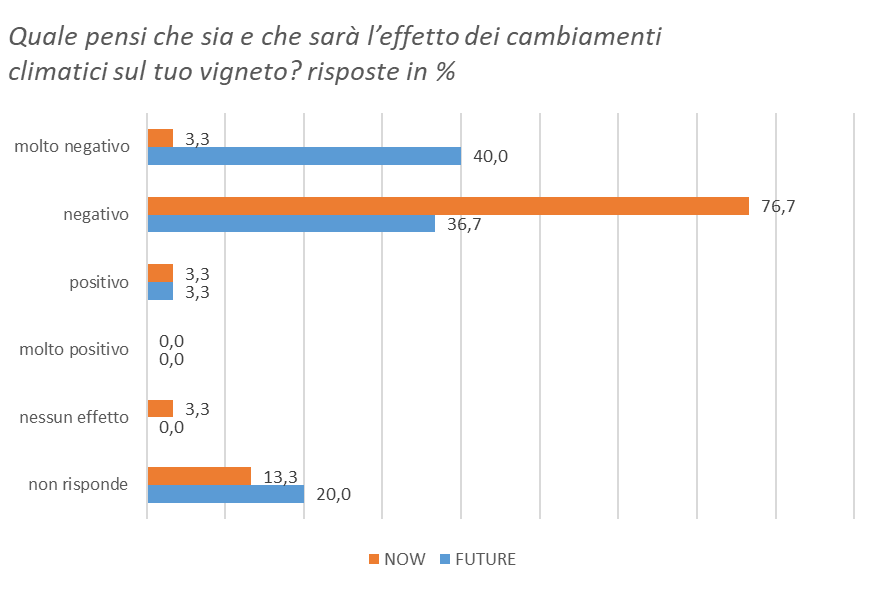 Quale pensi che sia e che sarà l’effetto dei cambiamenti
climatici sul tuo vigneto? risposte in %
molto negativo
3,3
40,0
negativo
76,7
36,7
positivo
3,3
3,3
molto positivo
0,0
0,0
nessun effetto
3,3
0,0
non risponde
13,3
20,0
NOW FUTURE